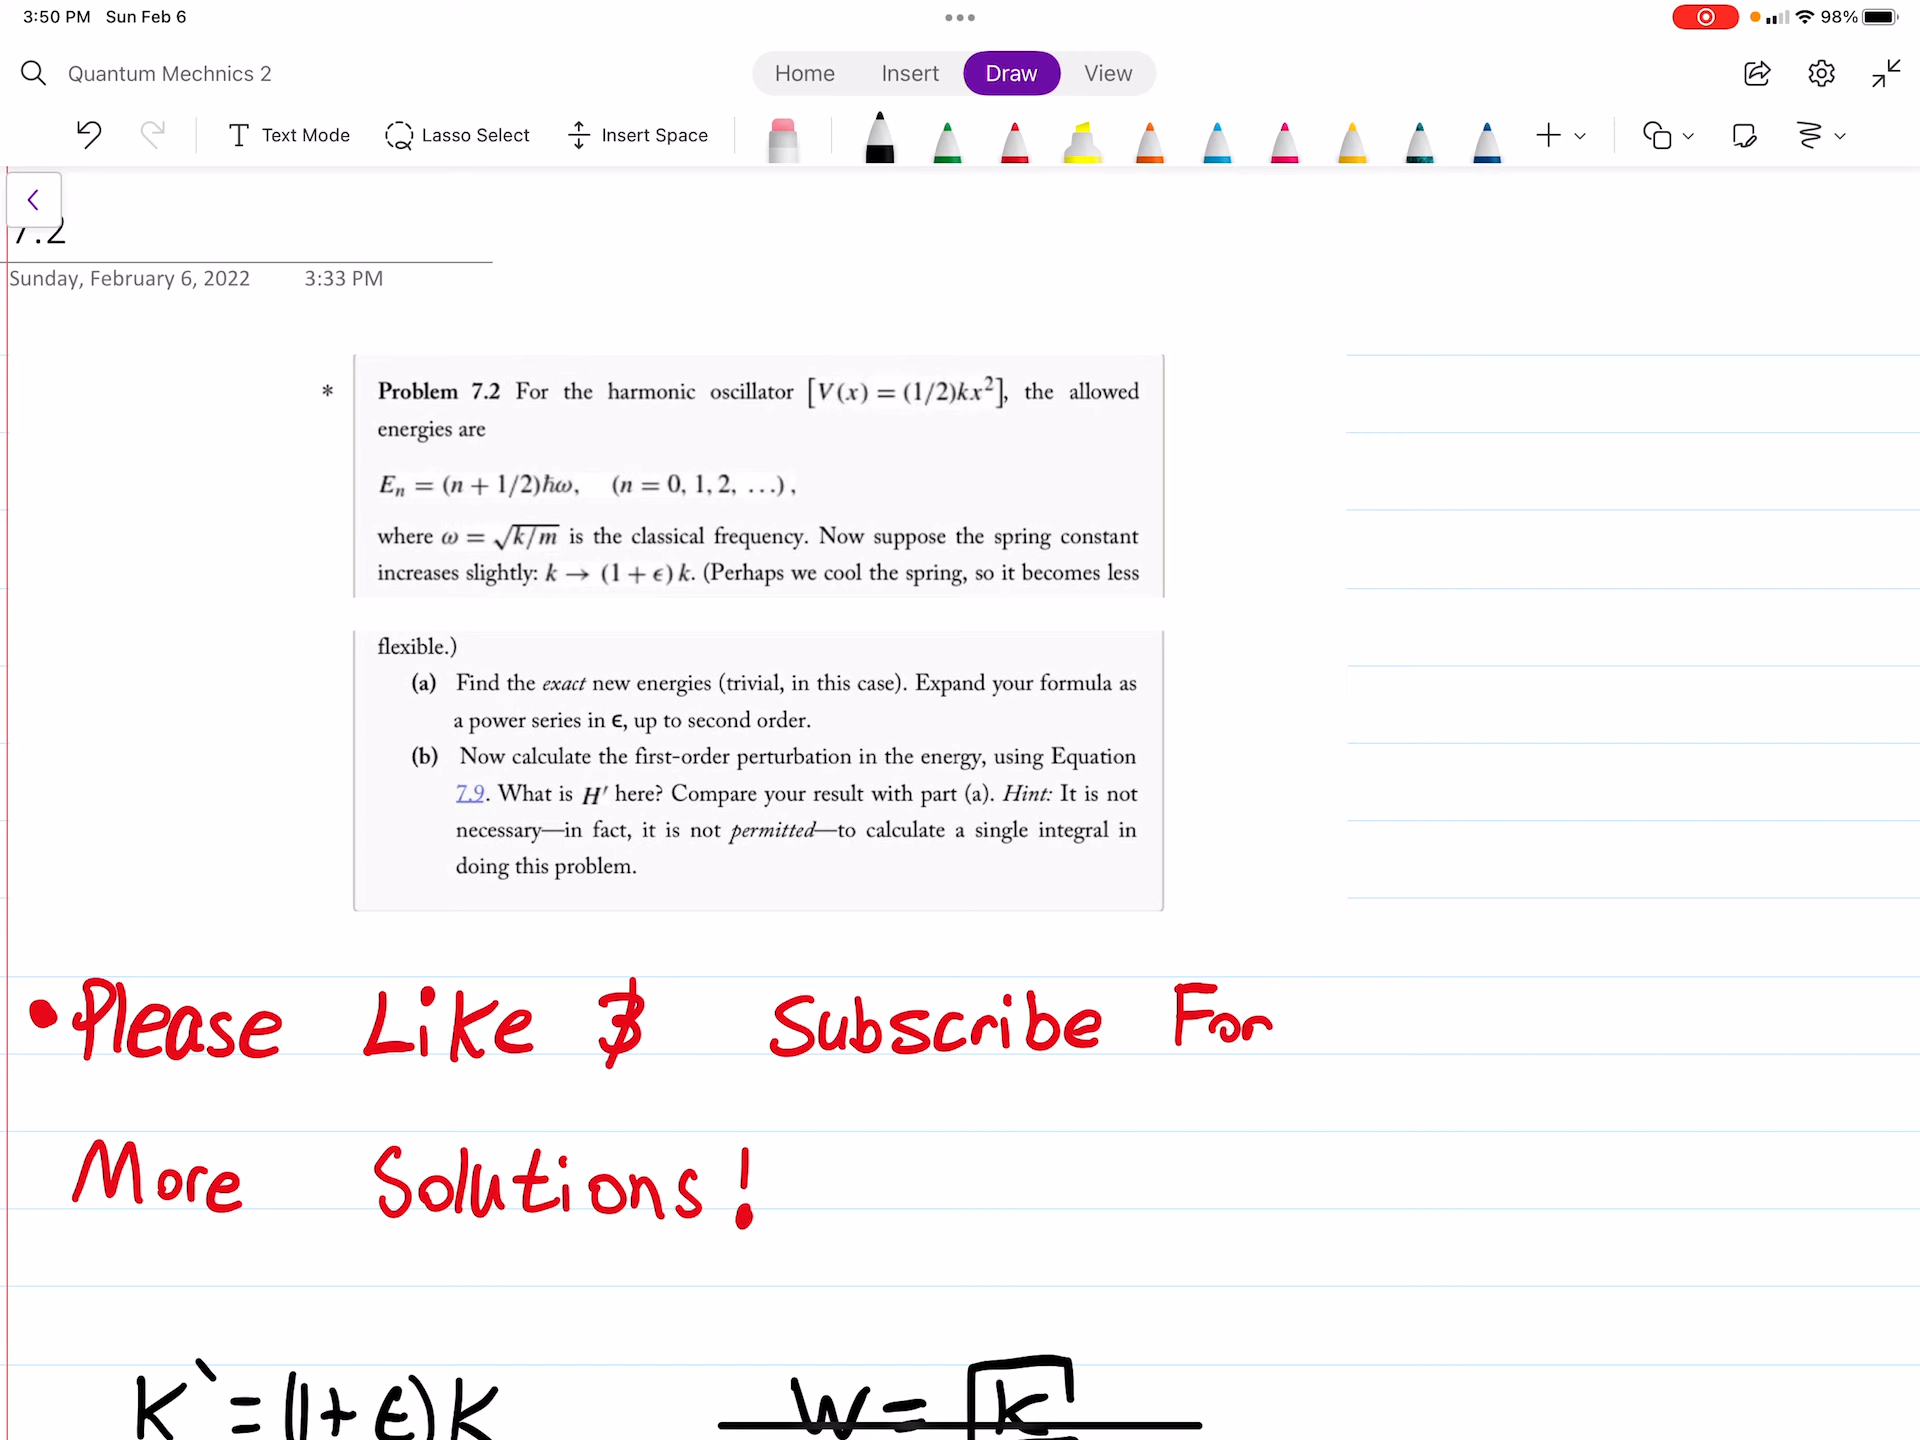 3:50 PM Sun Feb 6
98%
Quantum Mechnics 2
Home Insert Draw View
Text Mode Lasso Select Insert Space
7.2
Sunday, February 6, 2022 3:33 PM
* Problem 7.2 For the harmonic oscillator [V(x) = (1/2)kx²], the allowed
energies are
Eₙ = (n + 1/2)ħω, (n = 0, 1, 2, ...),
where ω = √k/m is the classical frequency. Now suppose the spring constant
increases slightly: k → (1 + ϵ) k. (Perhaps we cool the spring, so it becomes less
flexible.)
(a) Find the exact new energies (trivial, in this case). Expand your formula as
a power series in ϵ, up to second order.
(b) Now calculate the first-order perturbation in the energy, using Equation
7.9. What is H′ here? Compare your result with part (a). Hint: It is not
necessary—in fact, it is not permitted—to calculate a single integral in
doing this problem.
• Please Like & Subscribe For
More Solutions!
K` = (1 + ϵ) K W = √K